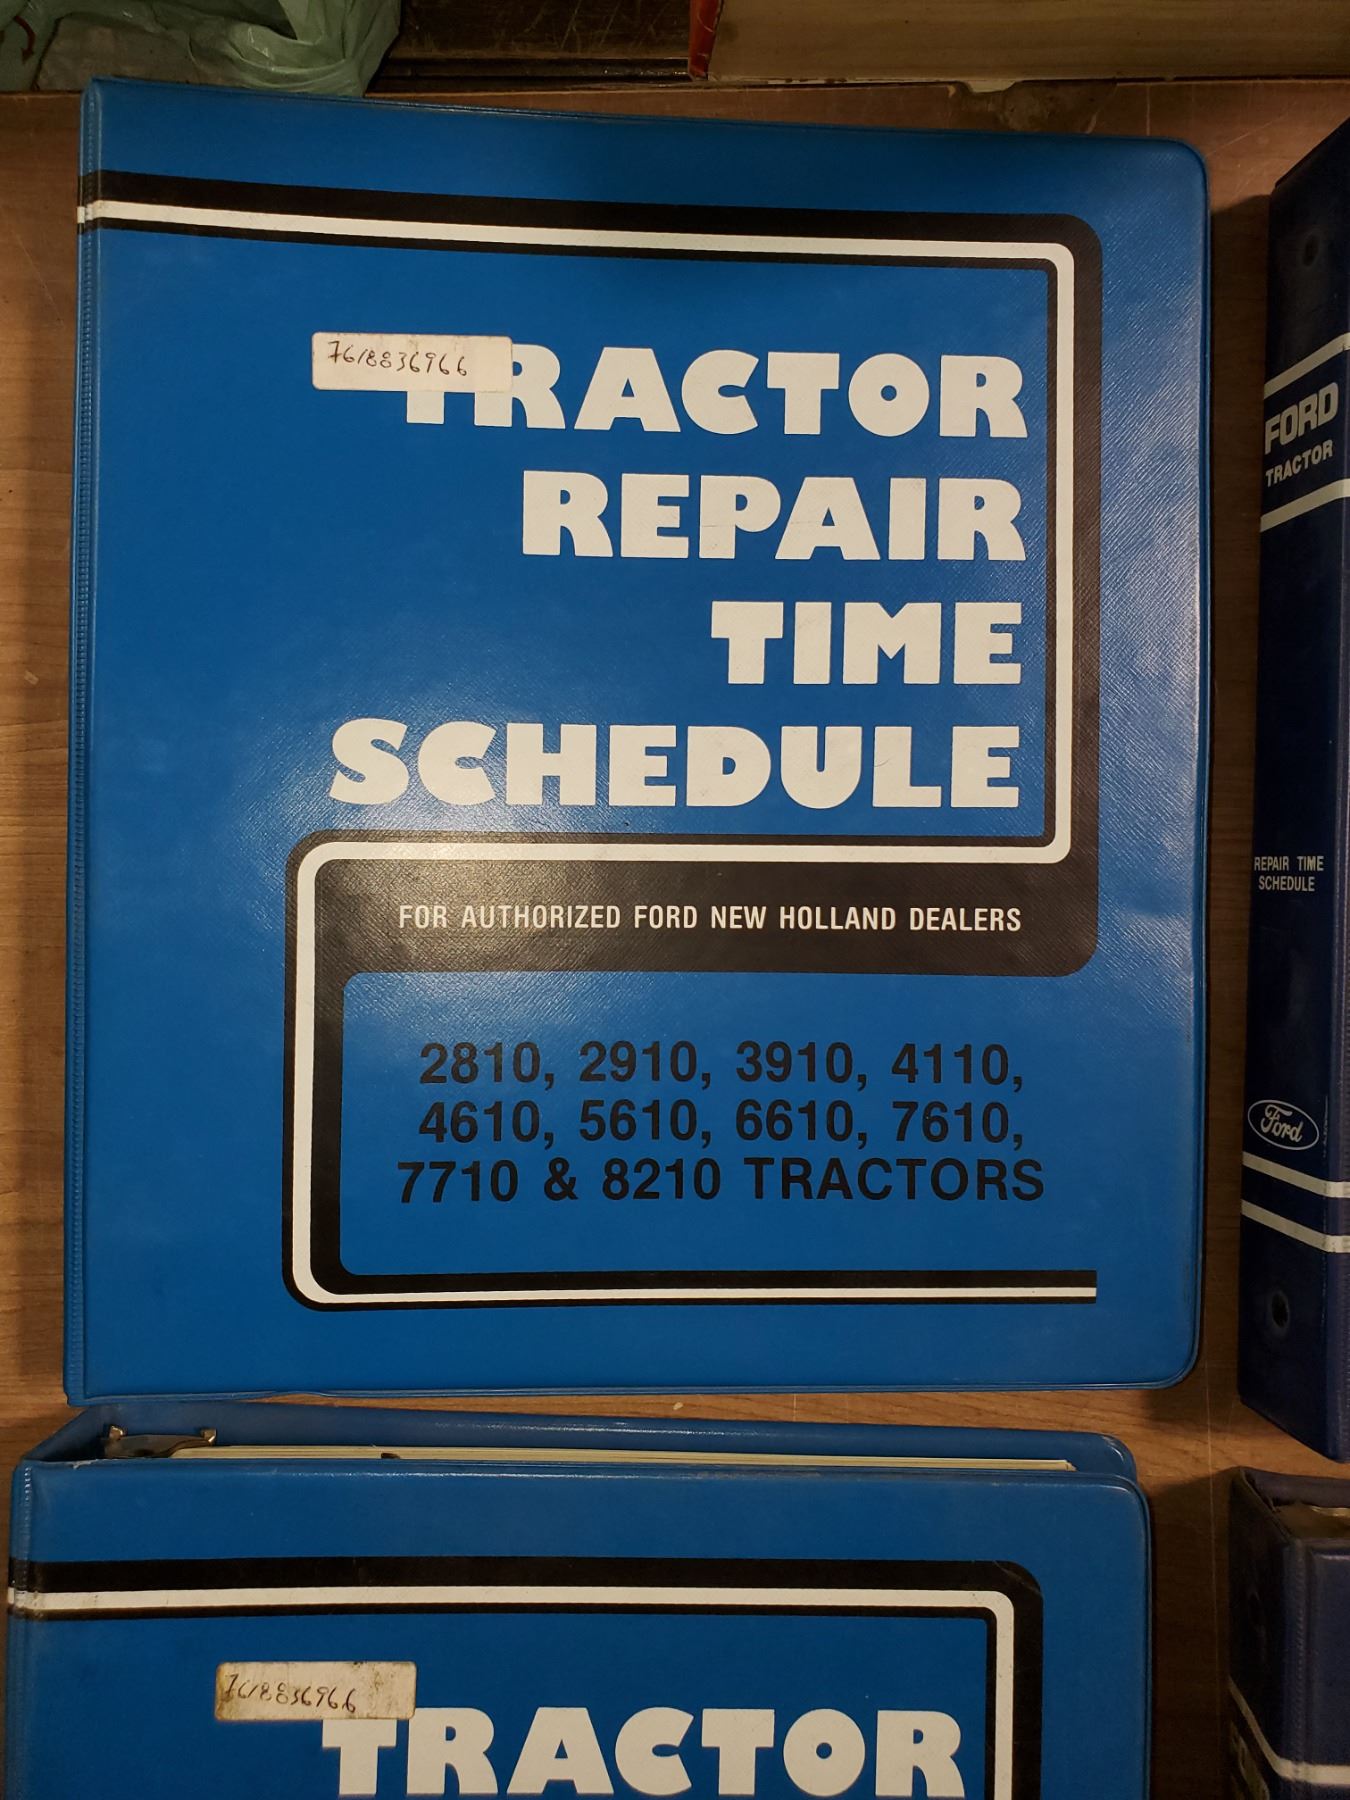 7618836966
TRACTOR
REPAIR
TIME
SCHEDULE
FOR AUTHORIZED FORD NEW HOLLAND DEALERS
2810, 2910, 3910, 4110,
4610, 5610, 6610, 7610,
7710 & 8210 TRACTORS
FORD
TRACTOR
REPAIR TIME
SCHEDULE
Ford
7618836966
TRACTOR